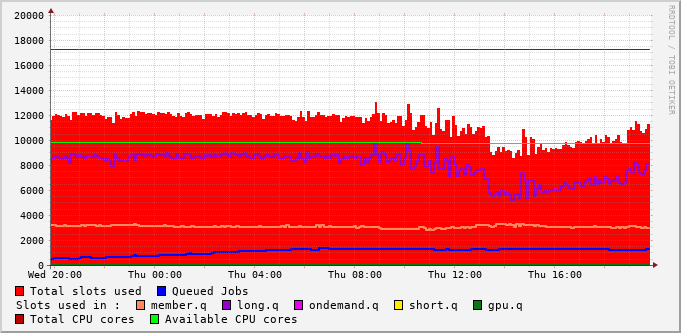 RRDTOOL / TOBI OETIKER
20000
18000
16000
14000
12000
10000
8000
6000
4000
2000
0
Wed 20:00 Thu 00:00 Thu 04:00 Thu 08:00 Thu 12:00 Thu 16:00
Total slots used Queued Jobs
Slots used in : member.q long.q ondemand.q short.q gpu.q
Total CPU cores Available CPU cores